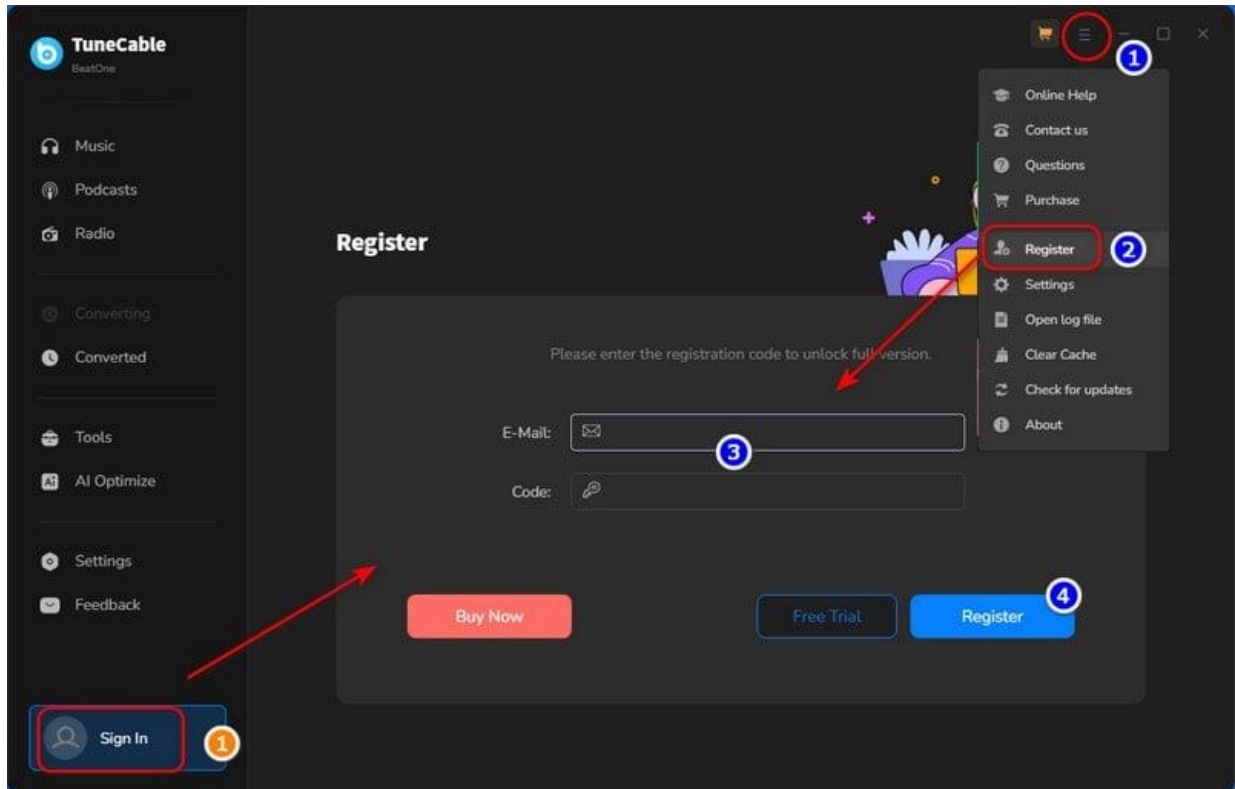 TuneCable
BeatOne
Music
Podcasts
Radio
Converting
Converted
Tools
AI Optimize
Settings
Feedback
Sign In
1
1
Online Help
Contact us
Questions
Purchase
Register
2
Settings
Open log file
Clear Cache
Check for updates
About
Register
Please enter the registration code to unlock full version.
E-Mail:
3
Code:
Buy Now
Free Trial
Register
4